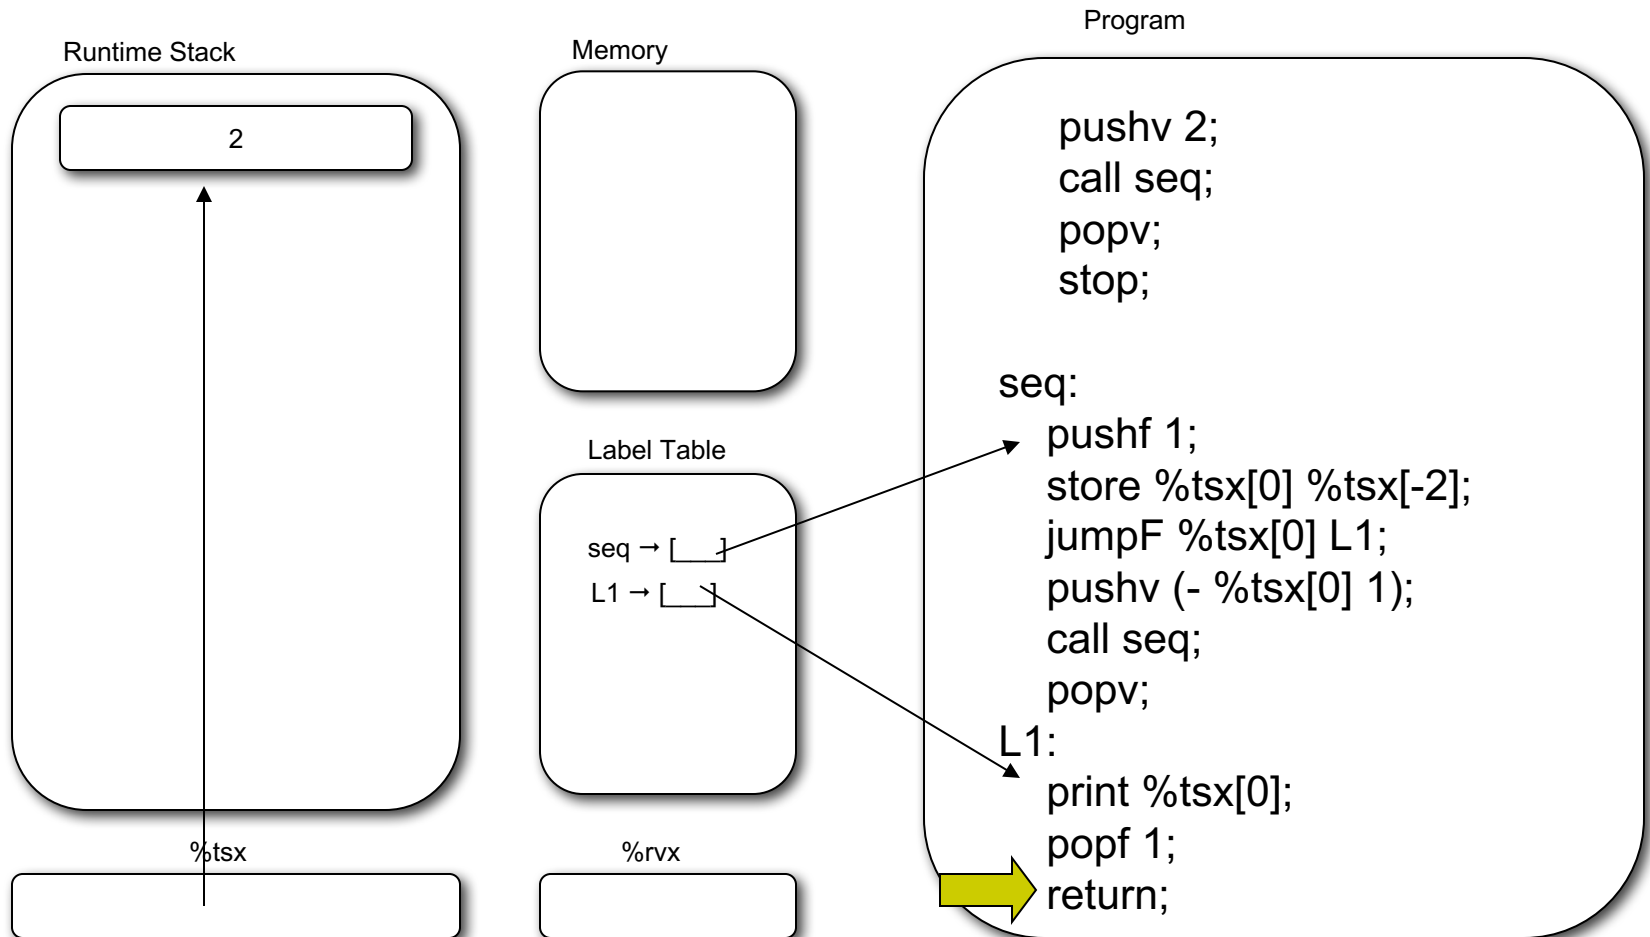 Program
Runtime Stack
Memory
2
pushv 2;
call seq;
popv;
stop;
seq:
pushf 1;
store %tsx[0] %tsx[-2];
jumpF %tsx[0] L1;
pushv (- %tsx[0] 1);
call seq;
popv;
L1:
print %tsx[0];
popf 1;
return;
Label Table
seq → [___]
L1 → [___]
%tsx
%rvx